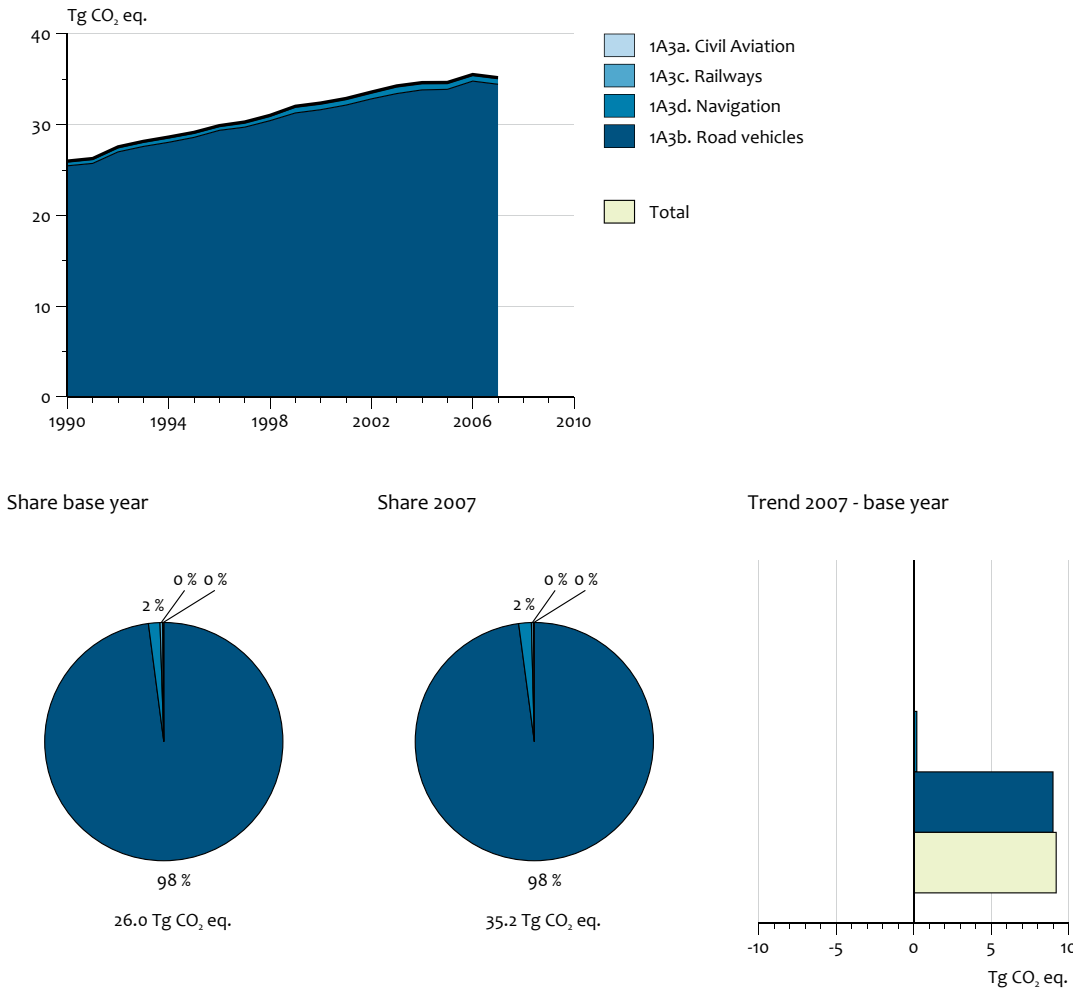 Tg CO₂ eq.
40
30
20
10
0
1990 1994 1998 2002 2006 2010
1A3a. Civil Aviation
1A3c. Railways
1A3d. Navigation
1A3b. Road vehicles
Total
Share base year
Share 2007
Trend 2007 - base year
0 % 0 %
2 %
98 %
26.0 Tg CO₂ eq.
0 % 0 %
2 %
98 %
35.2 Tg CO₂ eq.
-10 -5 0 5 10
Tg CO₂ eq.